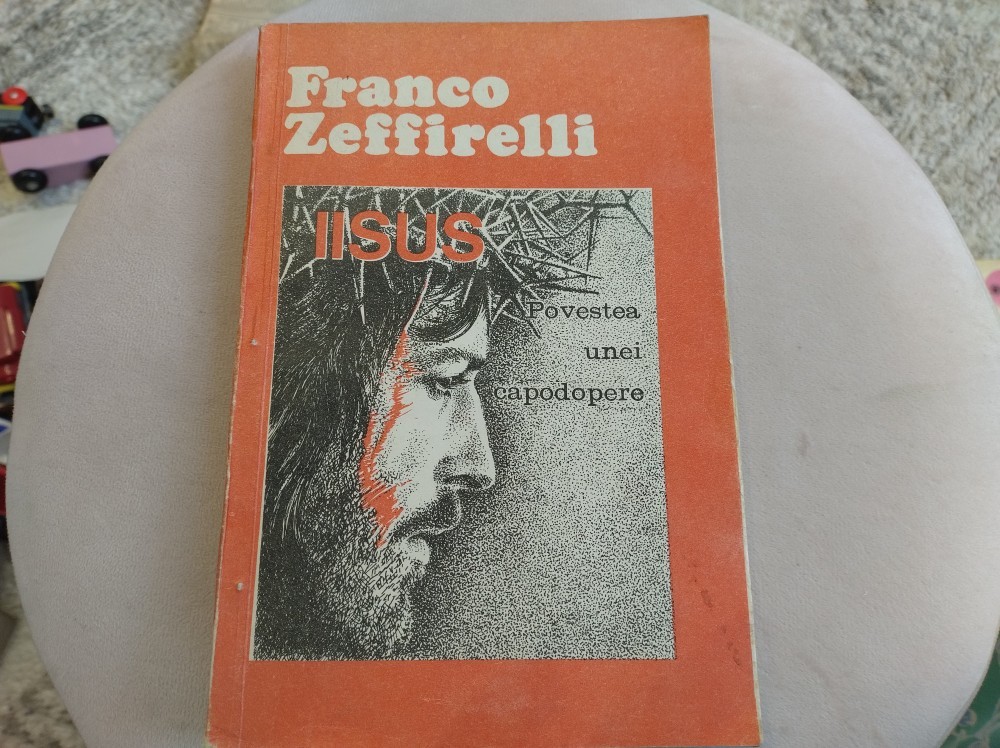 Franco
Zeffirelli
IISUS
Povestea
unei
capodopere